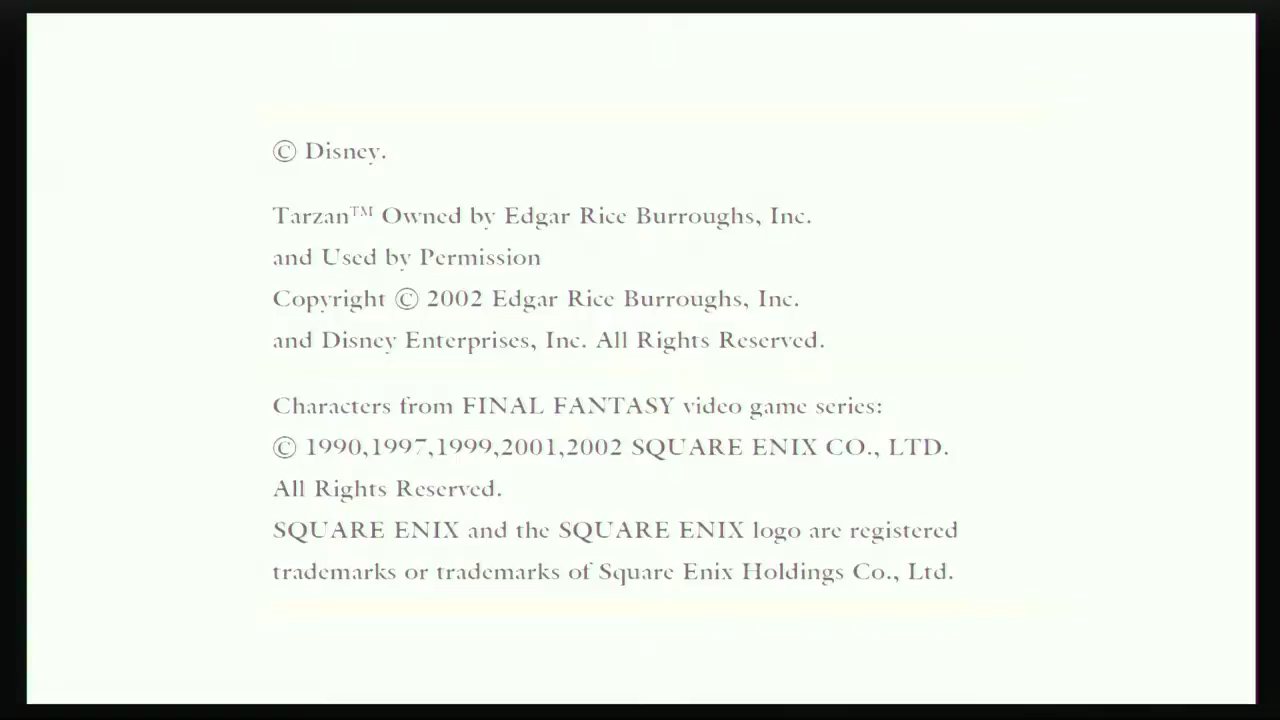 © Disney.
Tarzan™ Owned by Edgar Rice Burroughs, Inc.
and Used by Permission
Copyright © 2002 Edgar Rice Burroughs, Inc.
and Disney Enterprises, Inc. All Rights Reserved.
Characters from FINAL FANTASY video game series:
© 1990,1997,1999,2001,2002 SQUARE ENIX CO., LTD.
All Rights Reserved.
SQUARE ENIX and the SQUARE ENIX logo are registered
trademarks or trademarks of Square Enix Holdings Co., Ltd.